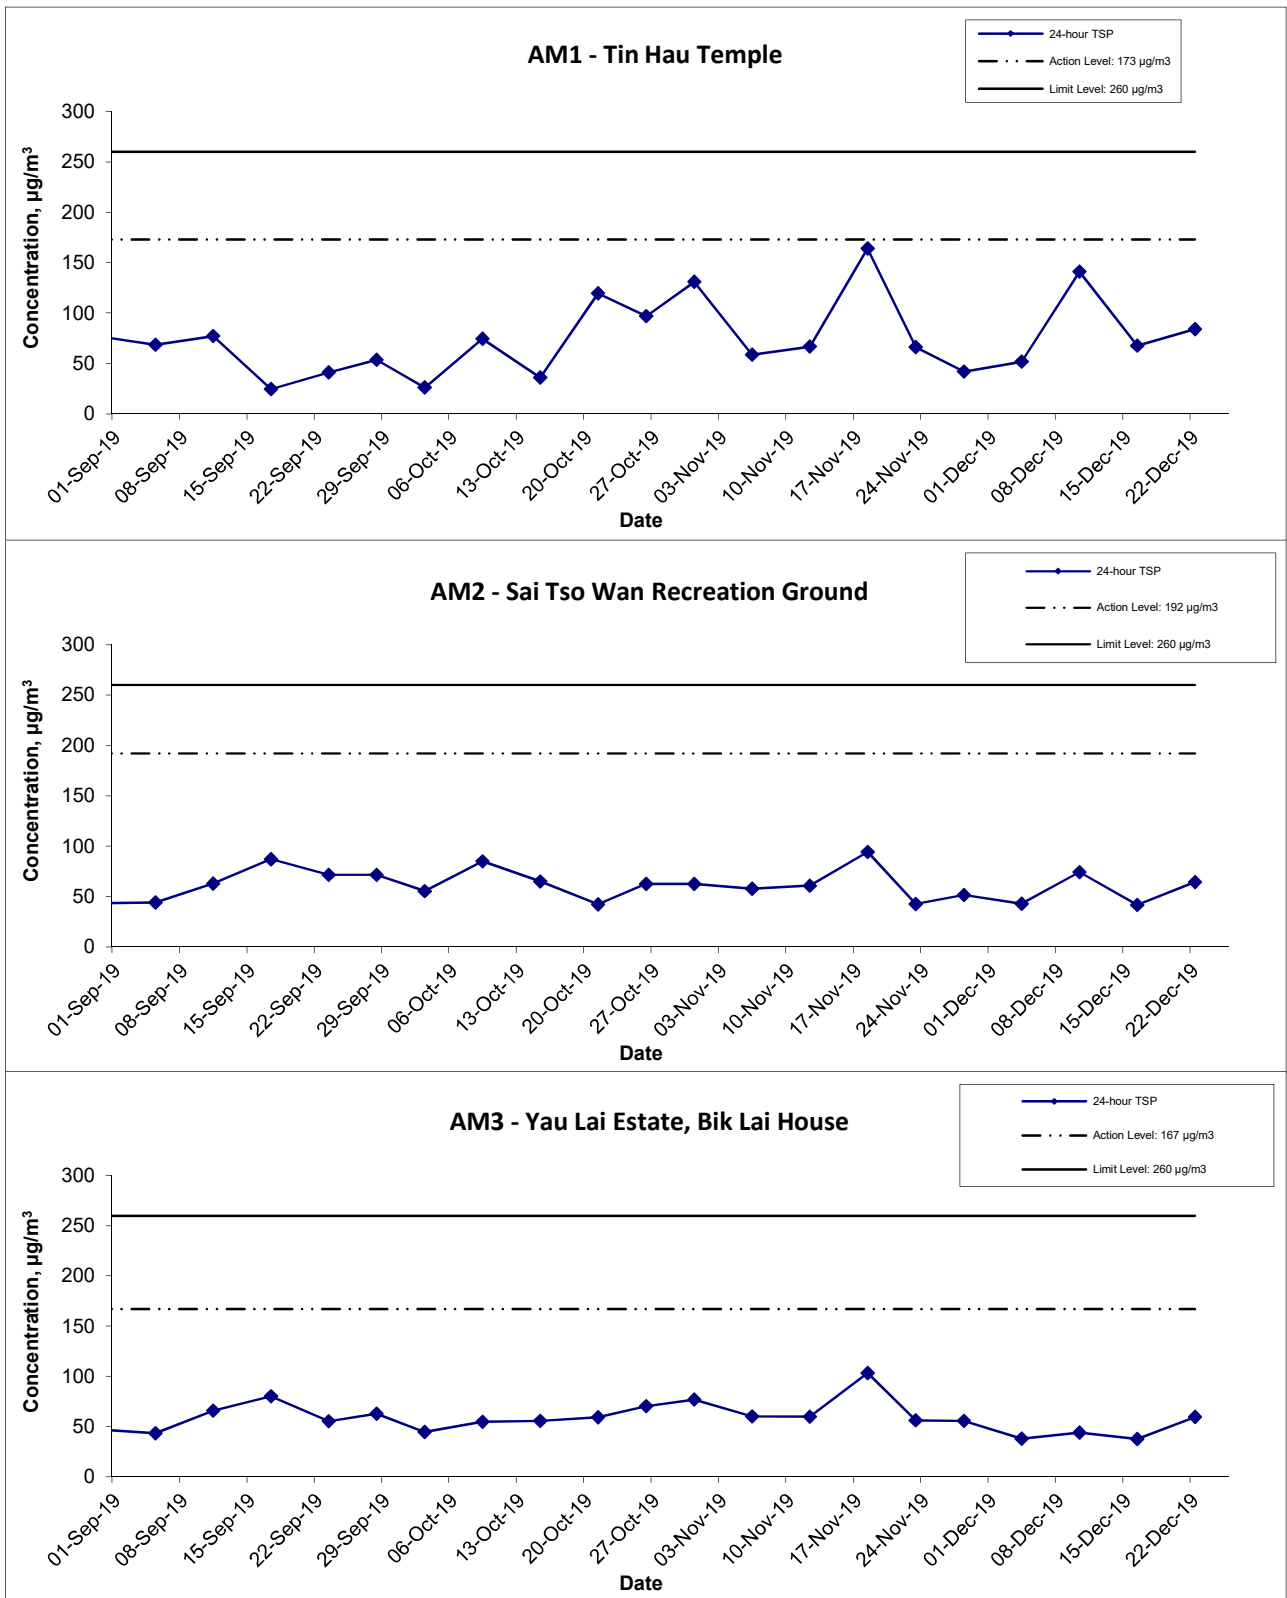 AM1 - Tin Hau Temple
24-hour TSP
Action Level: 173 µg/m3
Limit Level: 260 µg/m3
Concentration, µg/m³
300
250
200
150
100
50
0
01-Sep-19
08-Sep-19
15-Sep-19
22-Sep-19
29-Sep-19
06-Oct-19
13-Oct-19
20-Oct-19
27-Oct-19
03-Nov-19
10-Nov-19
17-Nov-19
24-Nov-19
01-Dec-19
08-Dec-19
15-Dec-19
22-Dec-19
Date
AM2 - Sai Tso Wan Recreation Ground
24-hour TSP
Action Level: 192 µg/m3
Limit Level: 260 µg/m3
Concentration, µg/m³
300
250
200
150
100
50
0
01-Sep-19
08-Sep-19
15-Sep-19
22-Sep-19
29-Sep-19
06-Oct-19
13-Oct-19
20-Oct-19
27-Oct-19
03-Nov-19
10-Nov-19
17-Nov-19
24-Nov-19
01-Dec-19
08-Dec-19
15-Dec-19
22-Dec-19
Date
AM3 - Yau Lai Estate, Bik Lai House
24-hour TSP
Action Level: 167 µg/m3
Limit Level: 260 µg/m3
Concentration, µg/m³
300
250
200
150
100
50
0
01-Sep-19
08-Sep-19
15-Sep-19
22-Sep-19
29-Sep-19
06-Oct-19
13-Oct-19
20-Oct-19
27-Oct-19
03-Nov-19
10-Nov-19
17-Nov-19
24-Nov-19
01-Dec-19
08-Dec-19
15-Dec-19
22-Dec-19
Date